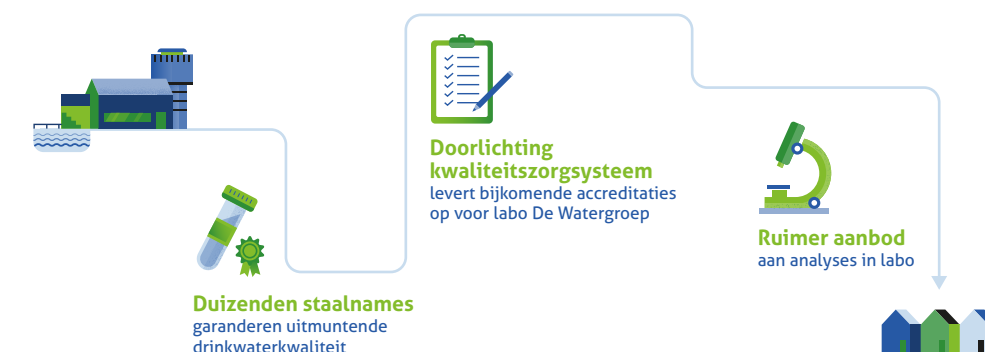 Doorlichting
kwaliteitszorgsysteem
levert bijkomende accreditaties
op voor labo De Watergroep
Ruimer aanbod
aan analyses in labo
Duizenden staalnames
garanderen uitmuntende
drinkwaterkwaliteit